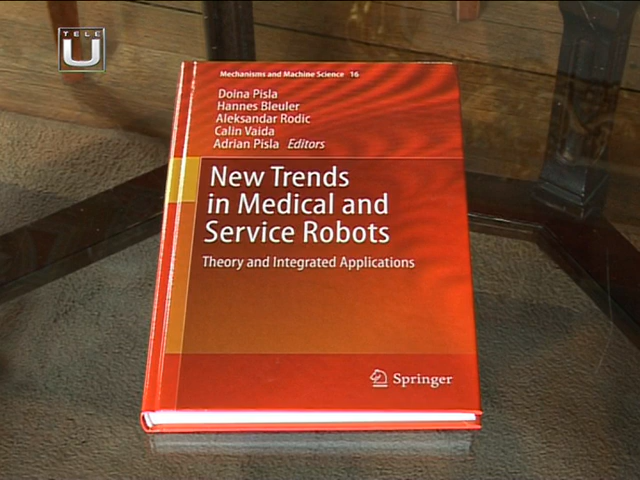 TELE
U
Mechanisms and Machine Science 16
Doina Pisla
Hannes Bleuler
Aleksandar Rodic
Calin Vaida
Adrian Pisla Editors
New Trends
in Medical and
Service Robots
Theory and Integrated Applications
Springer